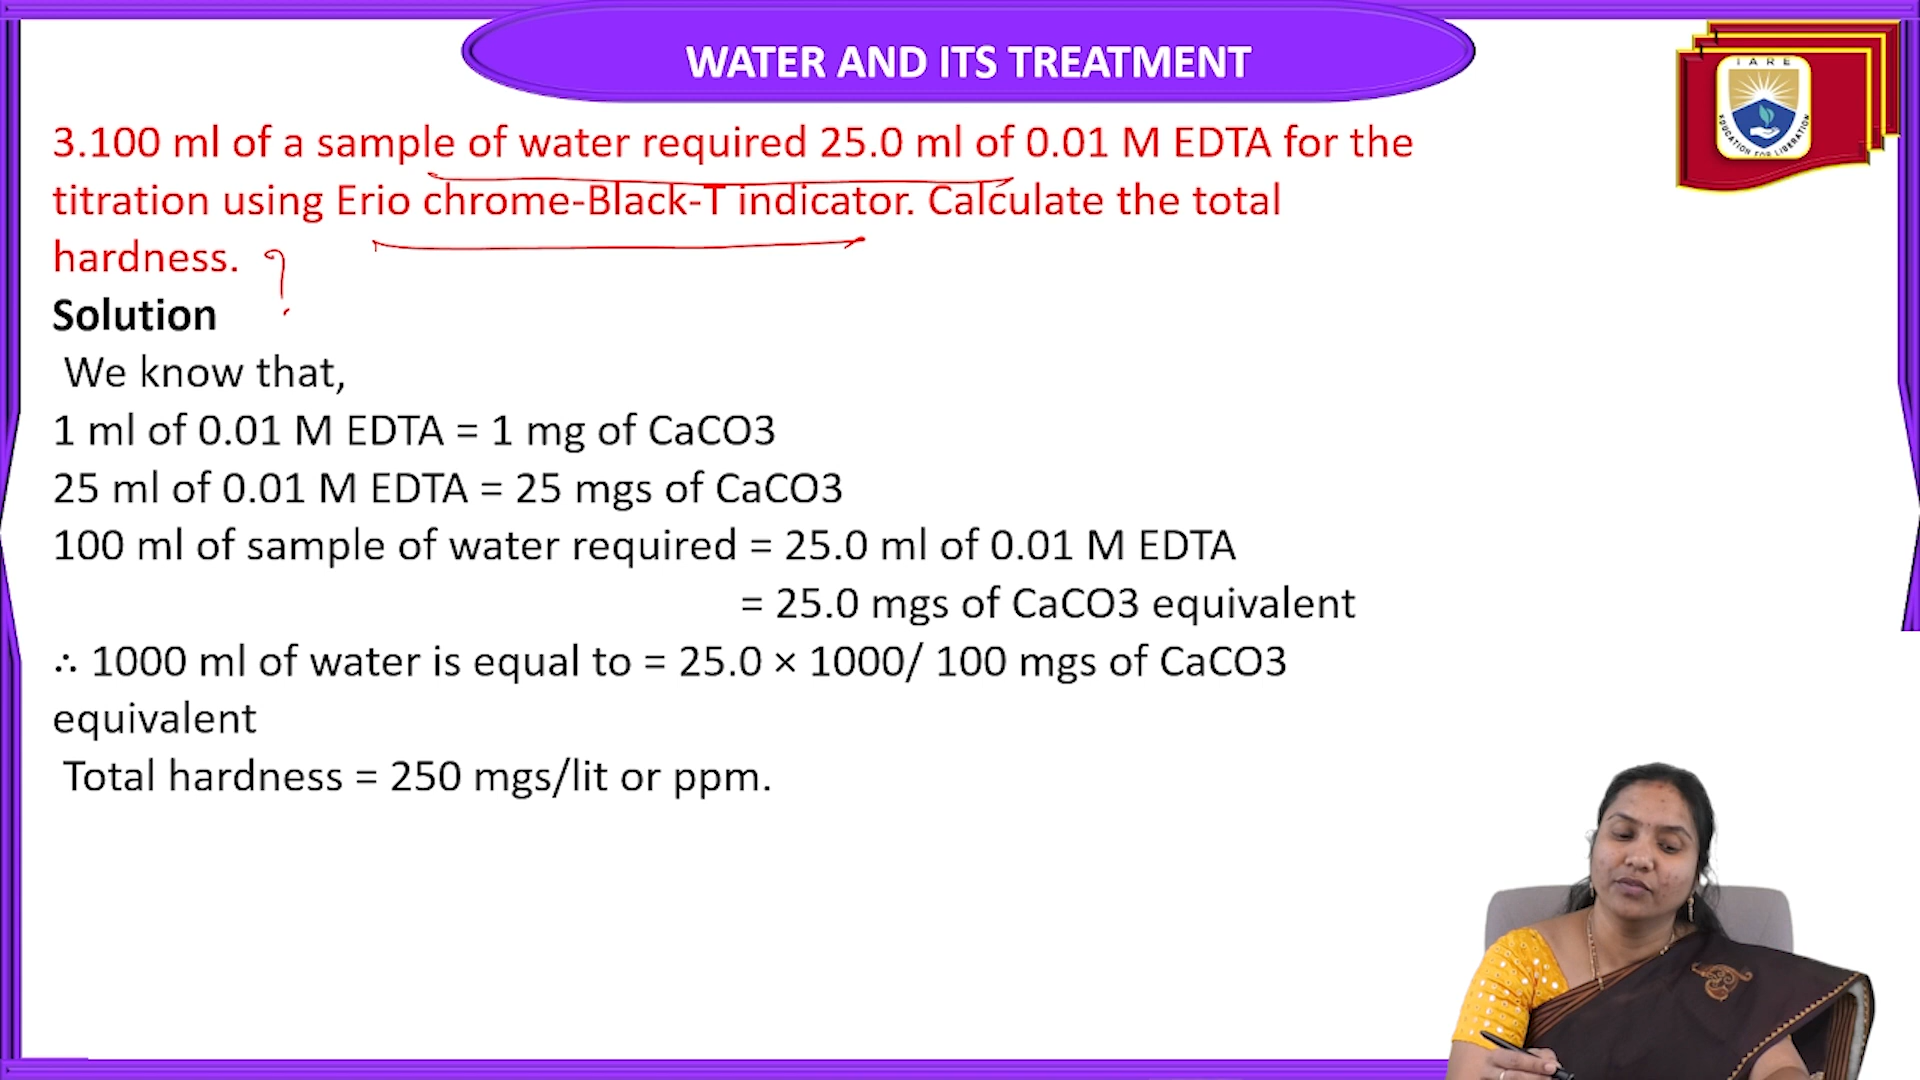 WATER AND ITS TREATMENT
IARE
EDUCATION FOR LIBERATION
3.100 ml of a sample of water required 25.0 ml of 0.01 M EDTA for the
titration using Erio chrome-Black-T indicator. Calculate the total
hardness. ?
Solution
We know that,
1 ml of 0.01 M EDTA = 1 mg of CaCO3
25 ml of 0.01 M EDTA = 25 mgs of CaCO3
100 ml of sample of water required = 25.0 ml of 0.01 M EDTA
= 25.0 mgs of CaCO3 equivalent
∴ 1000 ml of water is equal to = 25.0 × 1000/ 100 mgs of CaCO3
equivalent
Total hardness = 250 mgs/lit or ppm.